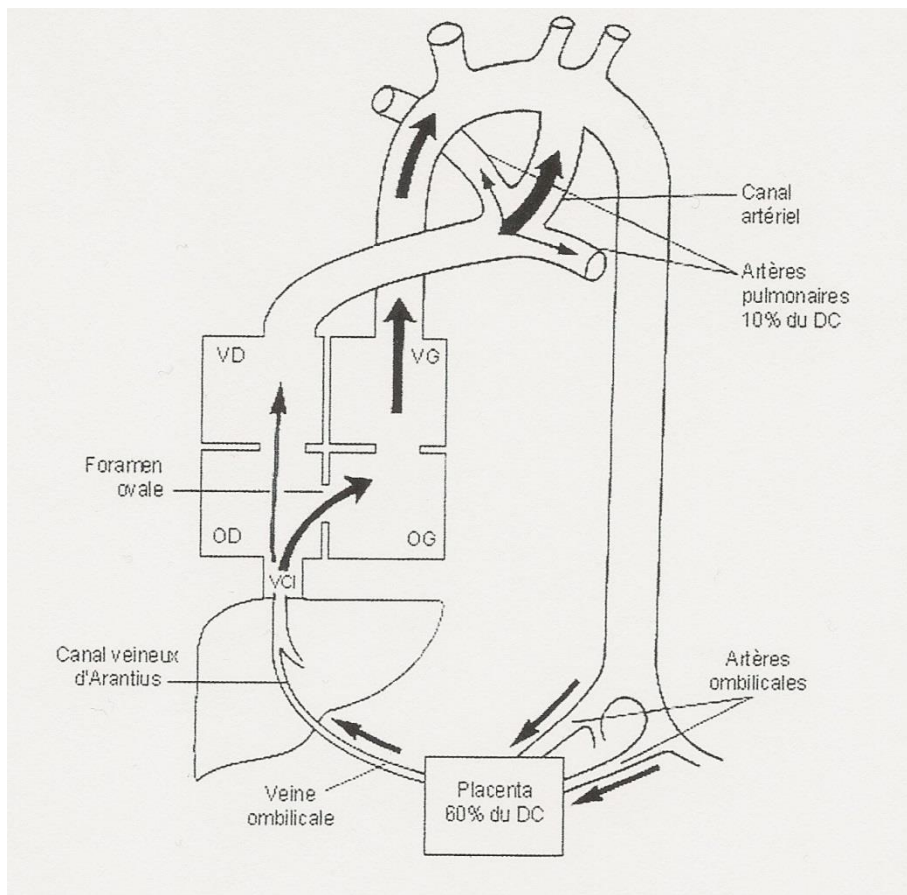 Canal
artériel
Artères
pulmonaires
10% du DC
VD
VG
Foramen
ovale
OD
OG
VCI
Canal veineux
d'Arantius
Artères
ombilicales
Veine
ombilicale
Placenta
60% du DC